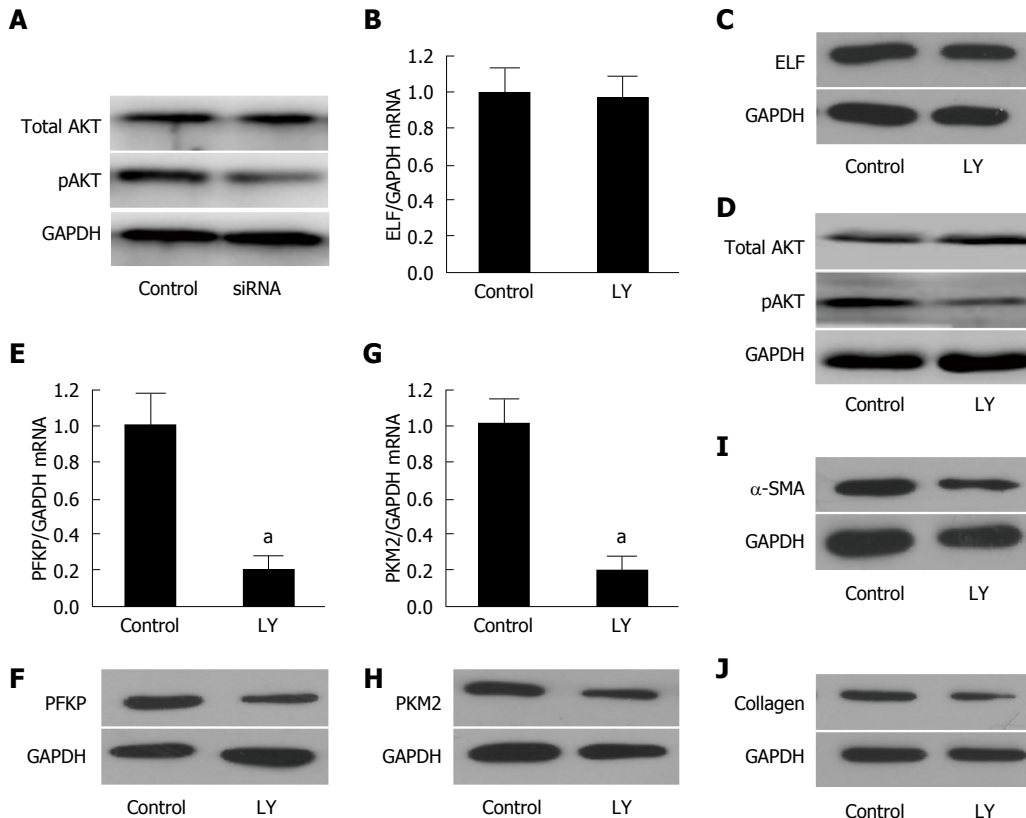 A
Total AKT
pAKT
GAPDH
Control siRNA
B
ELF/GAPDH mRNA
1.2
1.0
0.8
0.6
0.4
0.2
0.0
Control LY
C
ELF
GAPDH
Control LY
D
Total AKT
pAKT
GAPDH
Control LY
E
PFKP/GAPDH mRNA
1.2
1.0
0.8
0.6
0.4
0.2
0.0
a
Control LY
F
PFKP
GAPDH
Control LY
G
PKM2/GAPDH mRNA
1.2
1.0
0.8
0.6
0.4
0.2
0.0
a
Control LY
H
PKM2
GAPDH
Control LY
I
α-SMA
GAPDH
Control LY
J
Collagen
GAPDH
Control LY